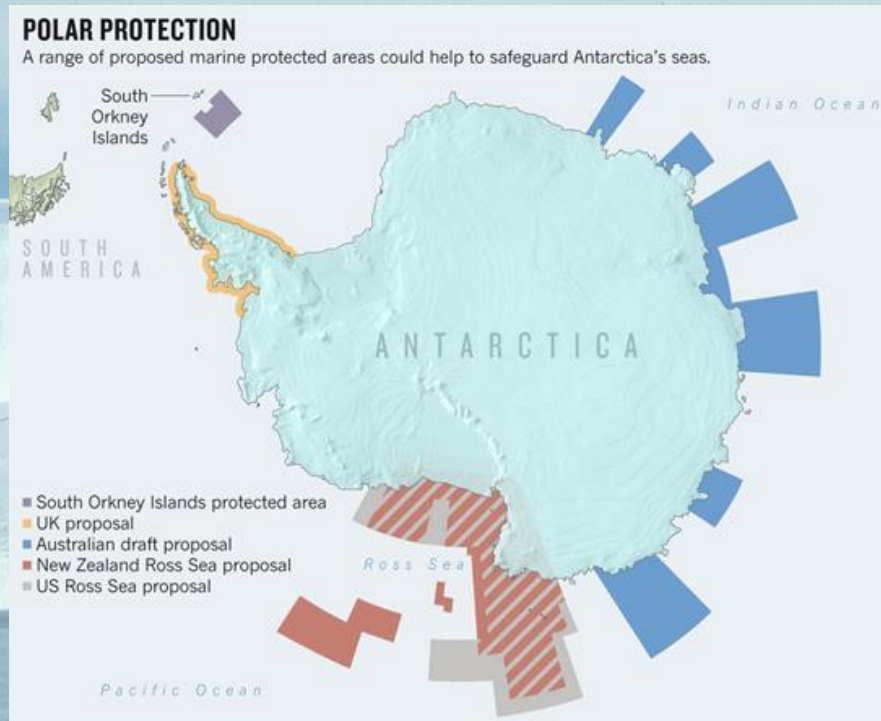 POLAR PROTECTION
A range of proposed marine protected areas could help to safeguard Antarctica's seas.
South
Orkney
Islands
Indian Ocean
SOUTH
AMERICA
ANTARCTICA
South Orkney Islands protected area
UK proposal
Australian draft proposal
New Zealand Ross Sea proposal
US Ross Sea proposal
Ross Sea
Pacific Ocean